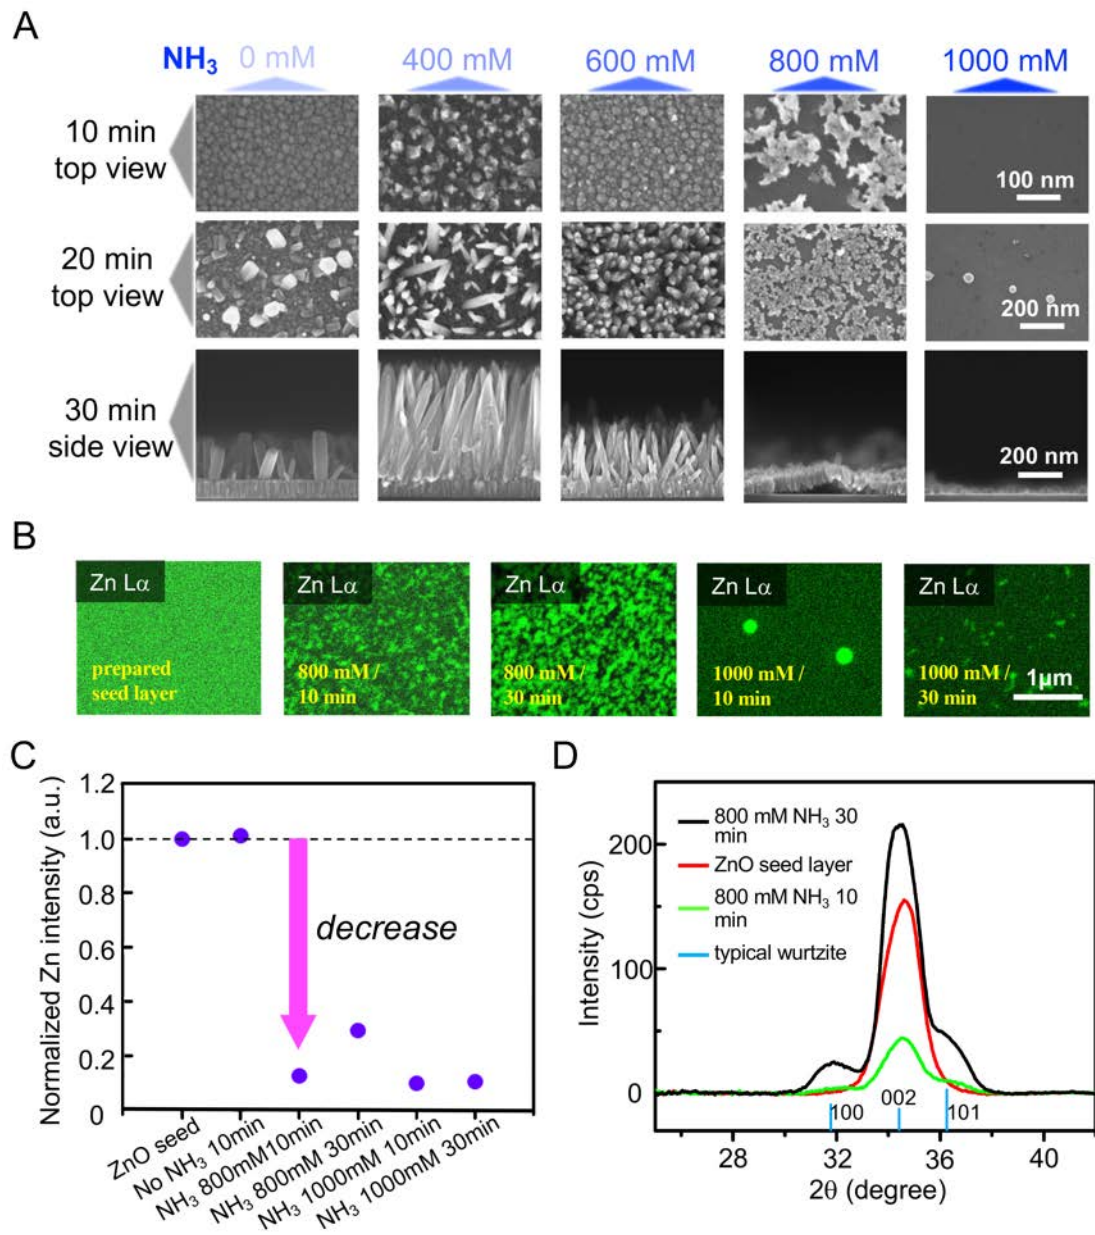 A
NH₃ 0 mM 400 mM 600 mM 800 mM 1000 mM
10 min
top view
100 nm
20 min
top view
200 nm
30 min
side view
200 nm
B
Zn Lα
prepared
seed layer
Zn Lα
800 mM /
10 min
Zn Lα
800 mM /
30 min
Zn Lα
1000 mM /
10 min
Zn Lα
1000 mM /
30 min
1μm
C
Normalized Zn intensity (a.u.)
1.2
1.0
0.8
0.6
0.4
0.2
0
decrease
ZnO seed
No NH₃ 10min
NH₃ 800mM10min
NH₃ 800mM 30min
NH₃ 1000mM 10min
NH₃ 1000mM 30min
D
Intensity (cps)
200
100
0
800 mM NH₃ 30
min
ZnO seed layer
800 mM NH₃ 10
min
typical wurtzite
100 002 101
28 32 36 40
2θ (degree)